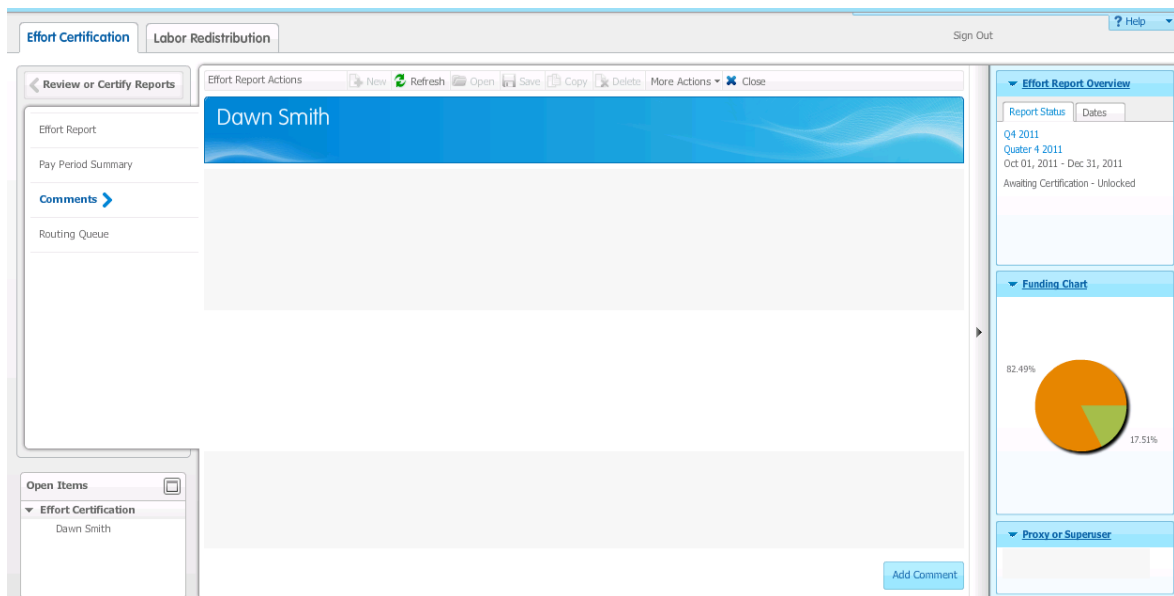 ? Help
Effort Certification
Labor Redistribution
Sign Out
Review or Certify Reports
Effort Report
Pay Period Summary
Comments
Routing Queue
Open Items
Effort Certification
Dawn Smith
Effort Report Actions New Refresh Open Save Copy Delete More Actions Close
Dawn Smith
Add Comment
Effort Report Overview
Report Status Dates
Q4 2011
Quater 4 2011
Oct 01, 2011 - Dec 31, 2011
Awaiting Certification - Unlocked
Funding Chart
82.49%
17.51%
Proxy or Superuser